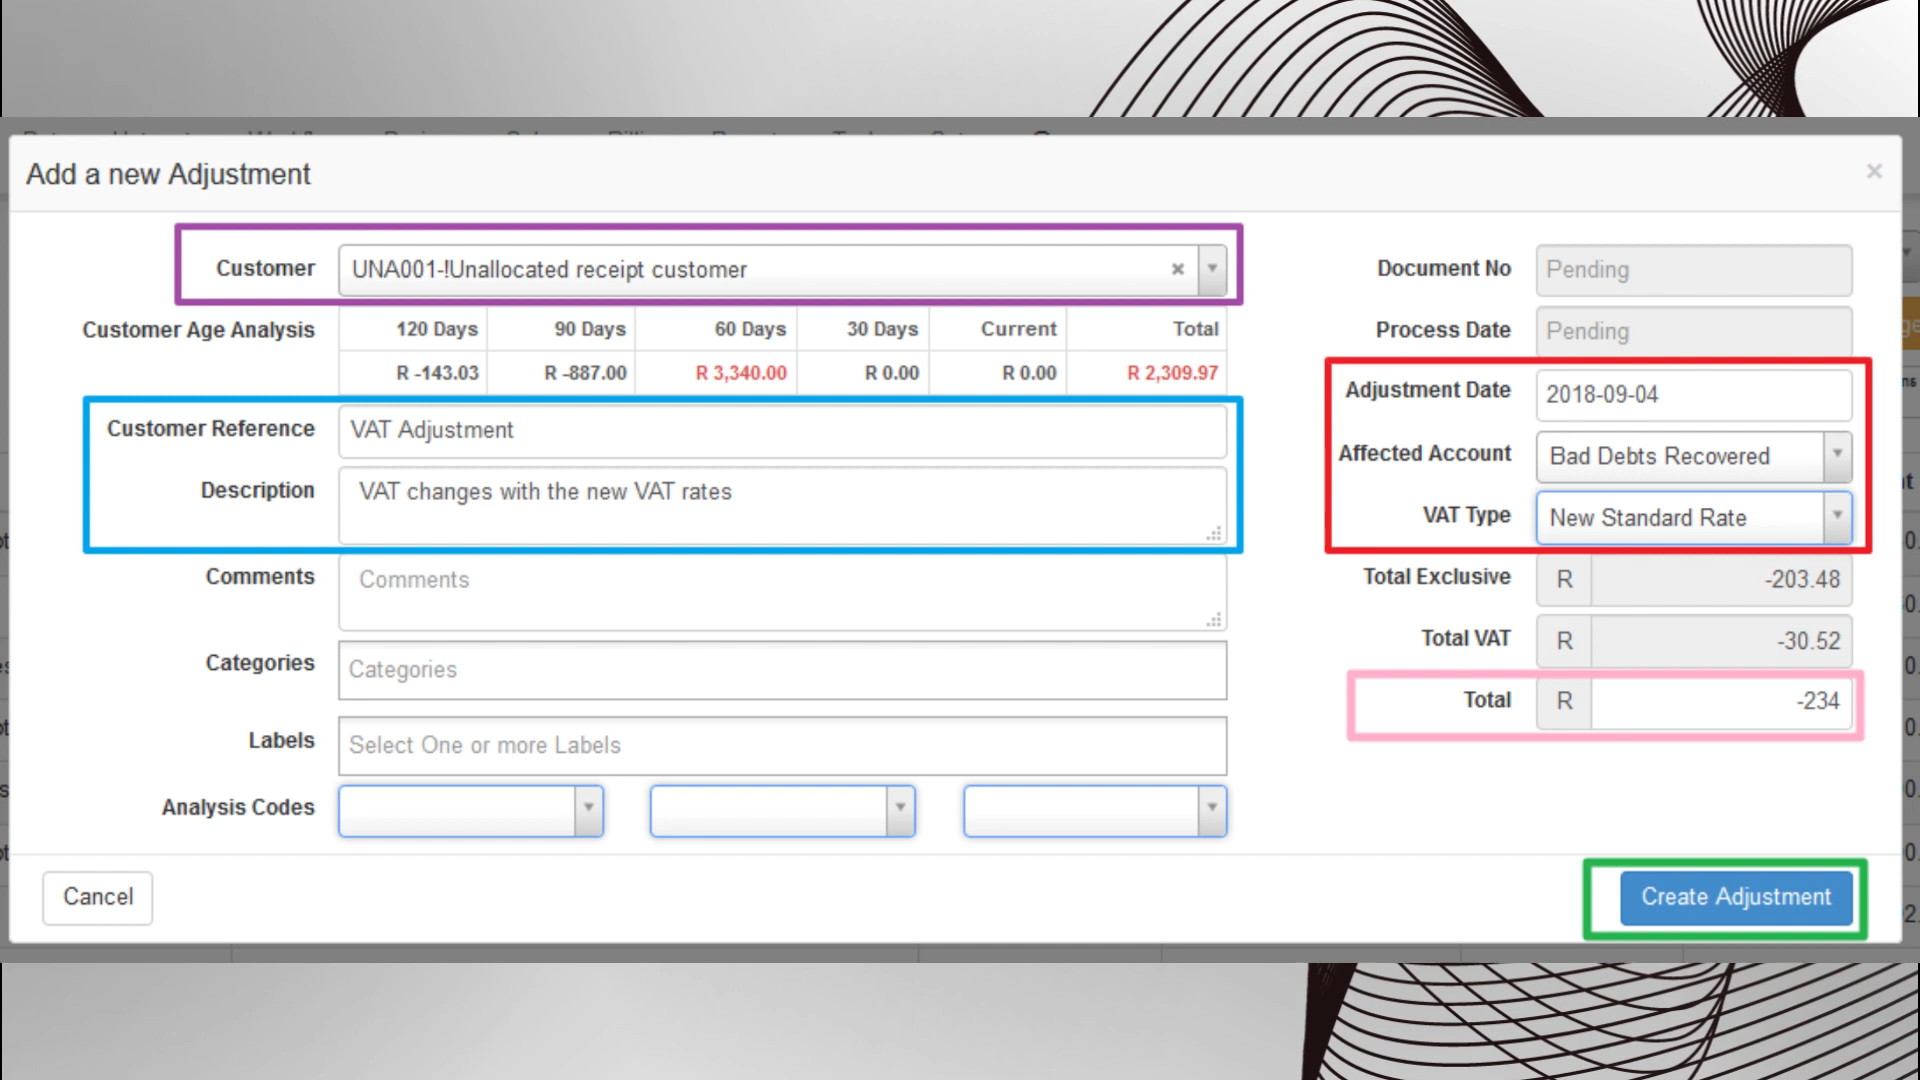 Add a new Adjustment ×
Customer UNA001-!Unallocated receipt customer ×
Document No Pending
Customer Age Analysis 120 Days 90 Days 60 Days 30 Days Current Total
R -143.03 R -887.00 R 3,340.00 R 0.00 R 0.00 R 2,309.97
Process Date Pending
Adjustment Date 2018-09-04
Customer Reference VAT Adjustment
Affected Account Bad Debts Recovered
Description VAT changes with the new VAT rates
VAT Type New Standard Rate
Comments Comments
Total Exclusive R -203.48
Total VAT R -30.52
Categories Categories
Total R -234
Labels Select One or more Labels
Analysis Codes
Cancel Create Adjustment